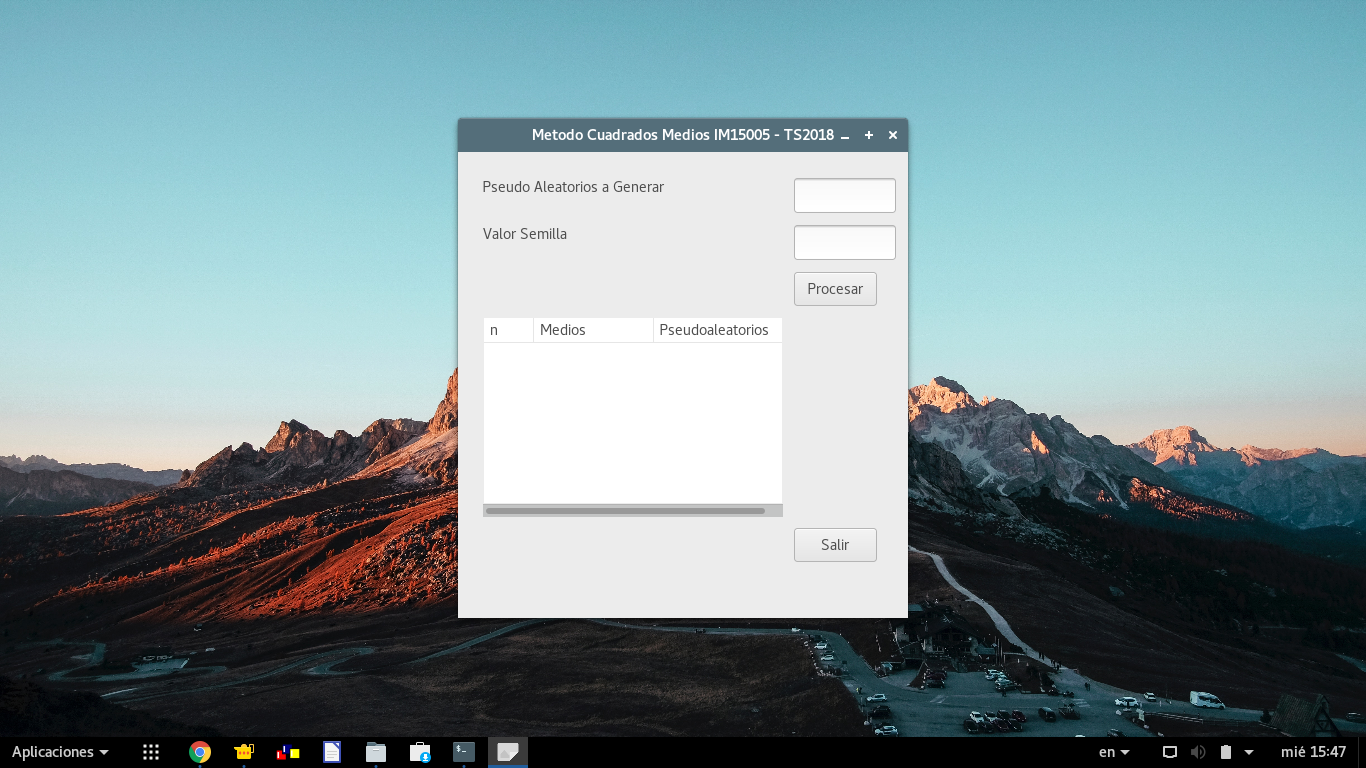 Metodo Cuadrados Medios IM15005 - TS2018
Pseudo Aleatorios a Generar
Valor Semilla
Procesar
n Medios Pseudoaleatorios
Salir
Aplicaciones en mié 15:47